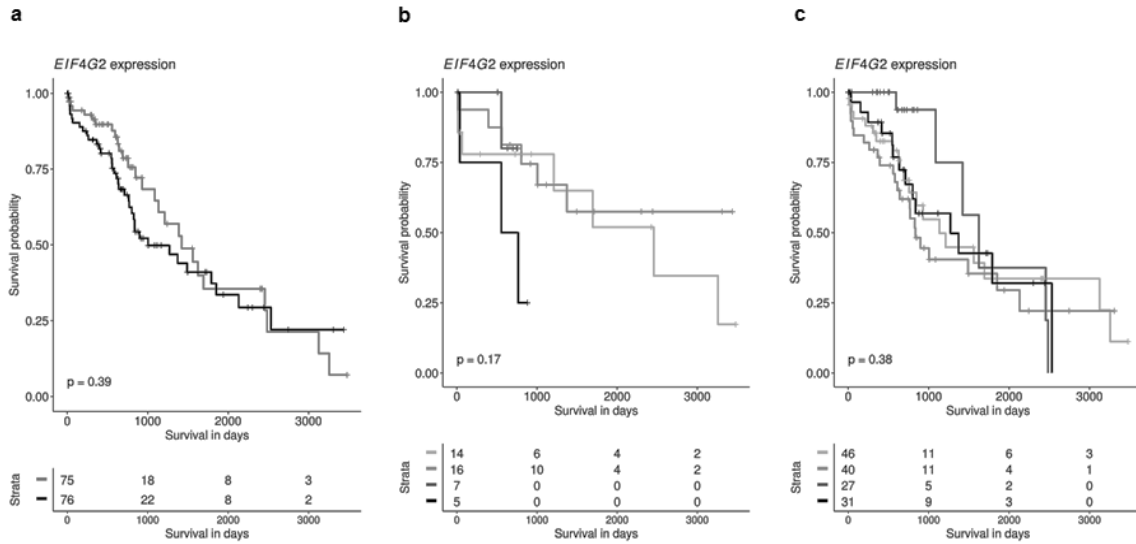 a
EIF4G2 expression
1.00
0.75
0.50
0.25
0.00
Survival probability
p = 0.39
0 1000 2000 3000
Survival in days
Strata
75 18 8 3
76 22 8 2
0 1000 2000 3000
Survival in days
b
EIF4G2 expression
1.00
0.75
0.50
0.25
0.00
Survival probability
p = 0.17
0 1000 2000 3000
Survival in days
Strata
14 6 4 2
16 10 4 2
7 0 0 0
5 0 0 0
0 1000 2000 3000
Survival in days
c
EIF4G2 expression
1.00
0.75
0.50
0.25
0.00
Survival probability
p = 0.38
0 1000 2000 3000
Survival in days
Strata
46 11 6 3
40 11 4 1
27 5 2 0
31 9 3 0
0 1000 2000 3000
Survival in days